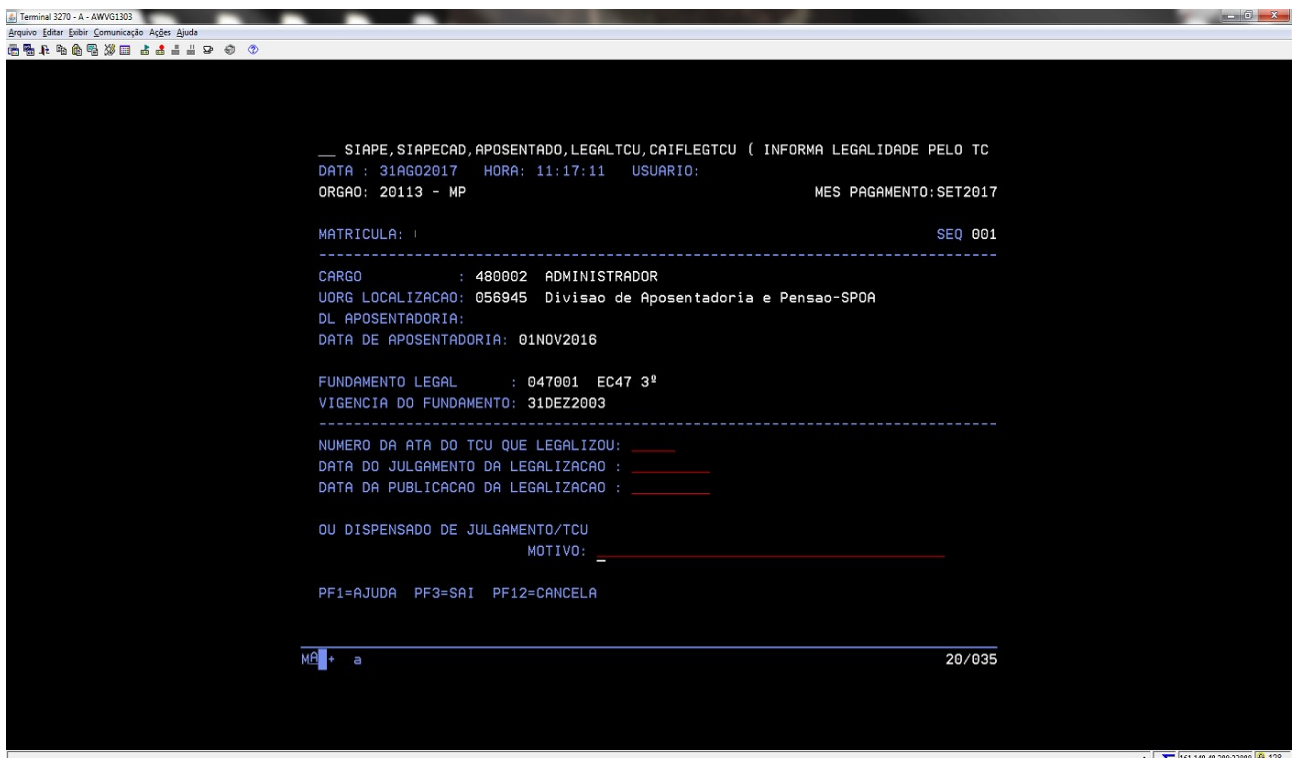 Terminal 3270 - A - AWVG1303
Arquivo Editar Exibir Comunicação Ações Ajuda
__ SIAPE,SIAPECAD,APOSENTADO,LEGALTCU,CAIFLEGTCU ( INFORMA LEGALIDADE PELO TC
DATA : 31AGO2017 HORA: 11:17:11 USUARIO:
ORGAO: 20113 - MP MES PAGAMENTO:SET2017
MATRICULA: SEQ 001
CARGO : 480002 ADMINISTRADOR
UORG LOCALIZACAO: 056945 Divisao de Aposentadoria e Pensao-SPOA
DL APOSENTADORIA:
DATA DE APOSENTADORIA: 01NOV2016
FUNDAMENTO LEGAL : 047001 EC47 3º
VIGENCIA DO FUNDAMENTO: 31DEZ2003
NUMERO DA ATA DO TCU QUE LEGALIZOU: _____
DATA DO JULGAMENTO DA LEGALIZACAO : _________
DATA DA PUBLICACAO DA LEGALIZACAO : _________
OU DISPENSADO DE JULGAMENTO/TCU
MOTIVO: ________________________________________
PF1=AJUDA PF3=SAI PF12=CANCELA
MA + a 20/035